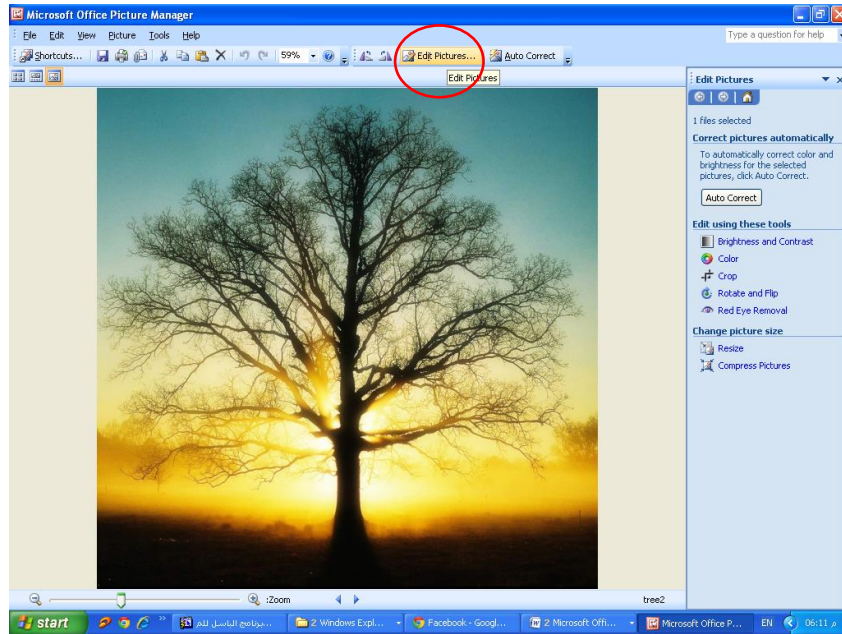 Microsoft Office Picture Manager
File Edit View Picture Tools Help
Type a question for help
Shortcuts... 59% Edit Pictures... Auto Correct
Edit Pictures
Edit Pictures
1 files selected
Correct pictures automatically
To automatically correct color and
brightness for the selected
pictures, click Auto Correct.
Auto Correct
Edit using these tools
Brightness and Contrast
Color
Crop
Rotate and Flip
Red Eye Removal
Change picture size
Resize
Compress Pictures
:Zoom
tree2
start
برنامج الباسل للم...
2 Windows Expl...
Facebook - Googl...
2 Microsoft Offi...
Microsoft Office P...
EN
06:11 م